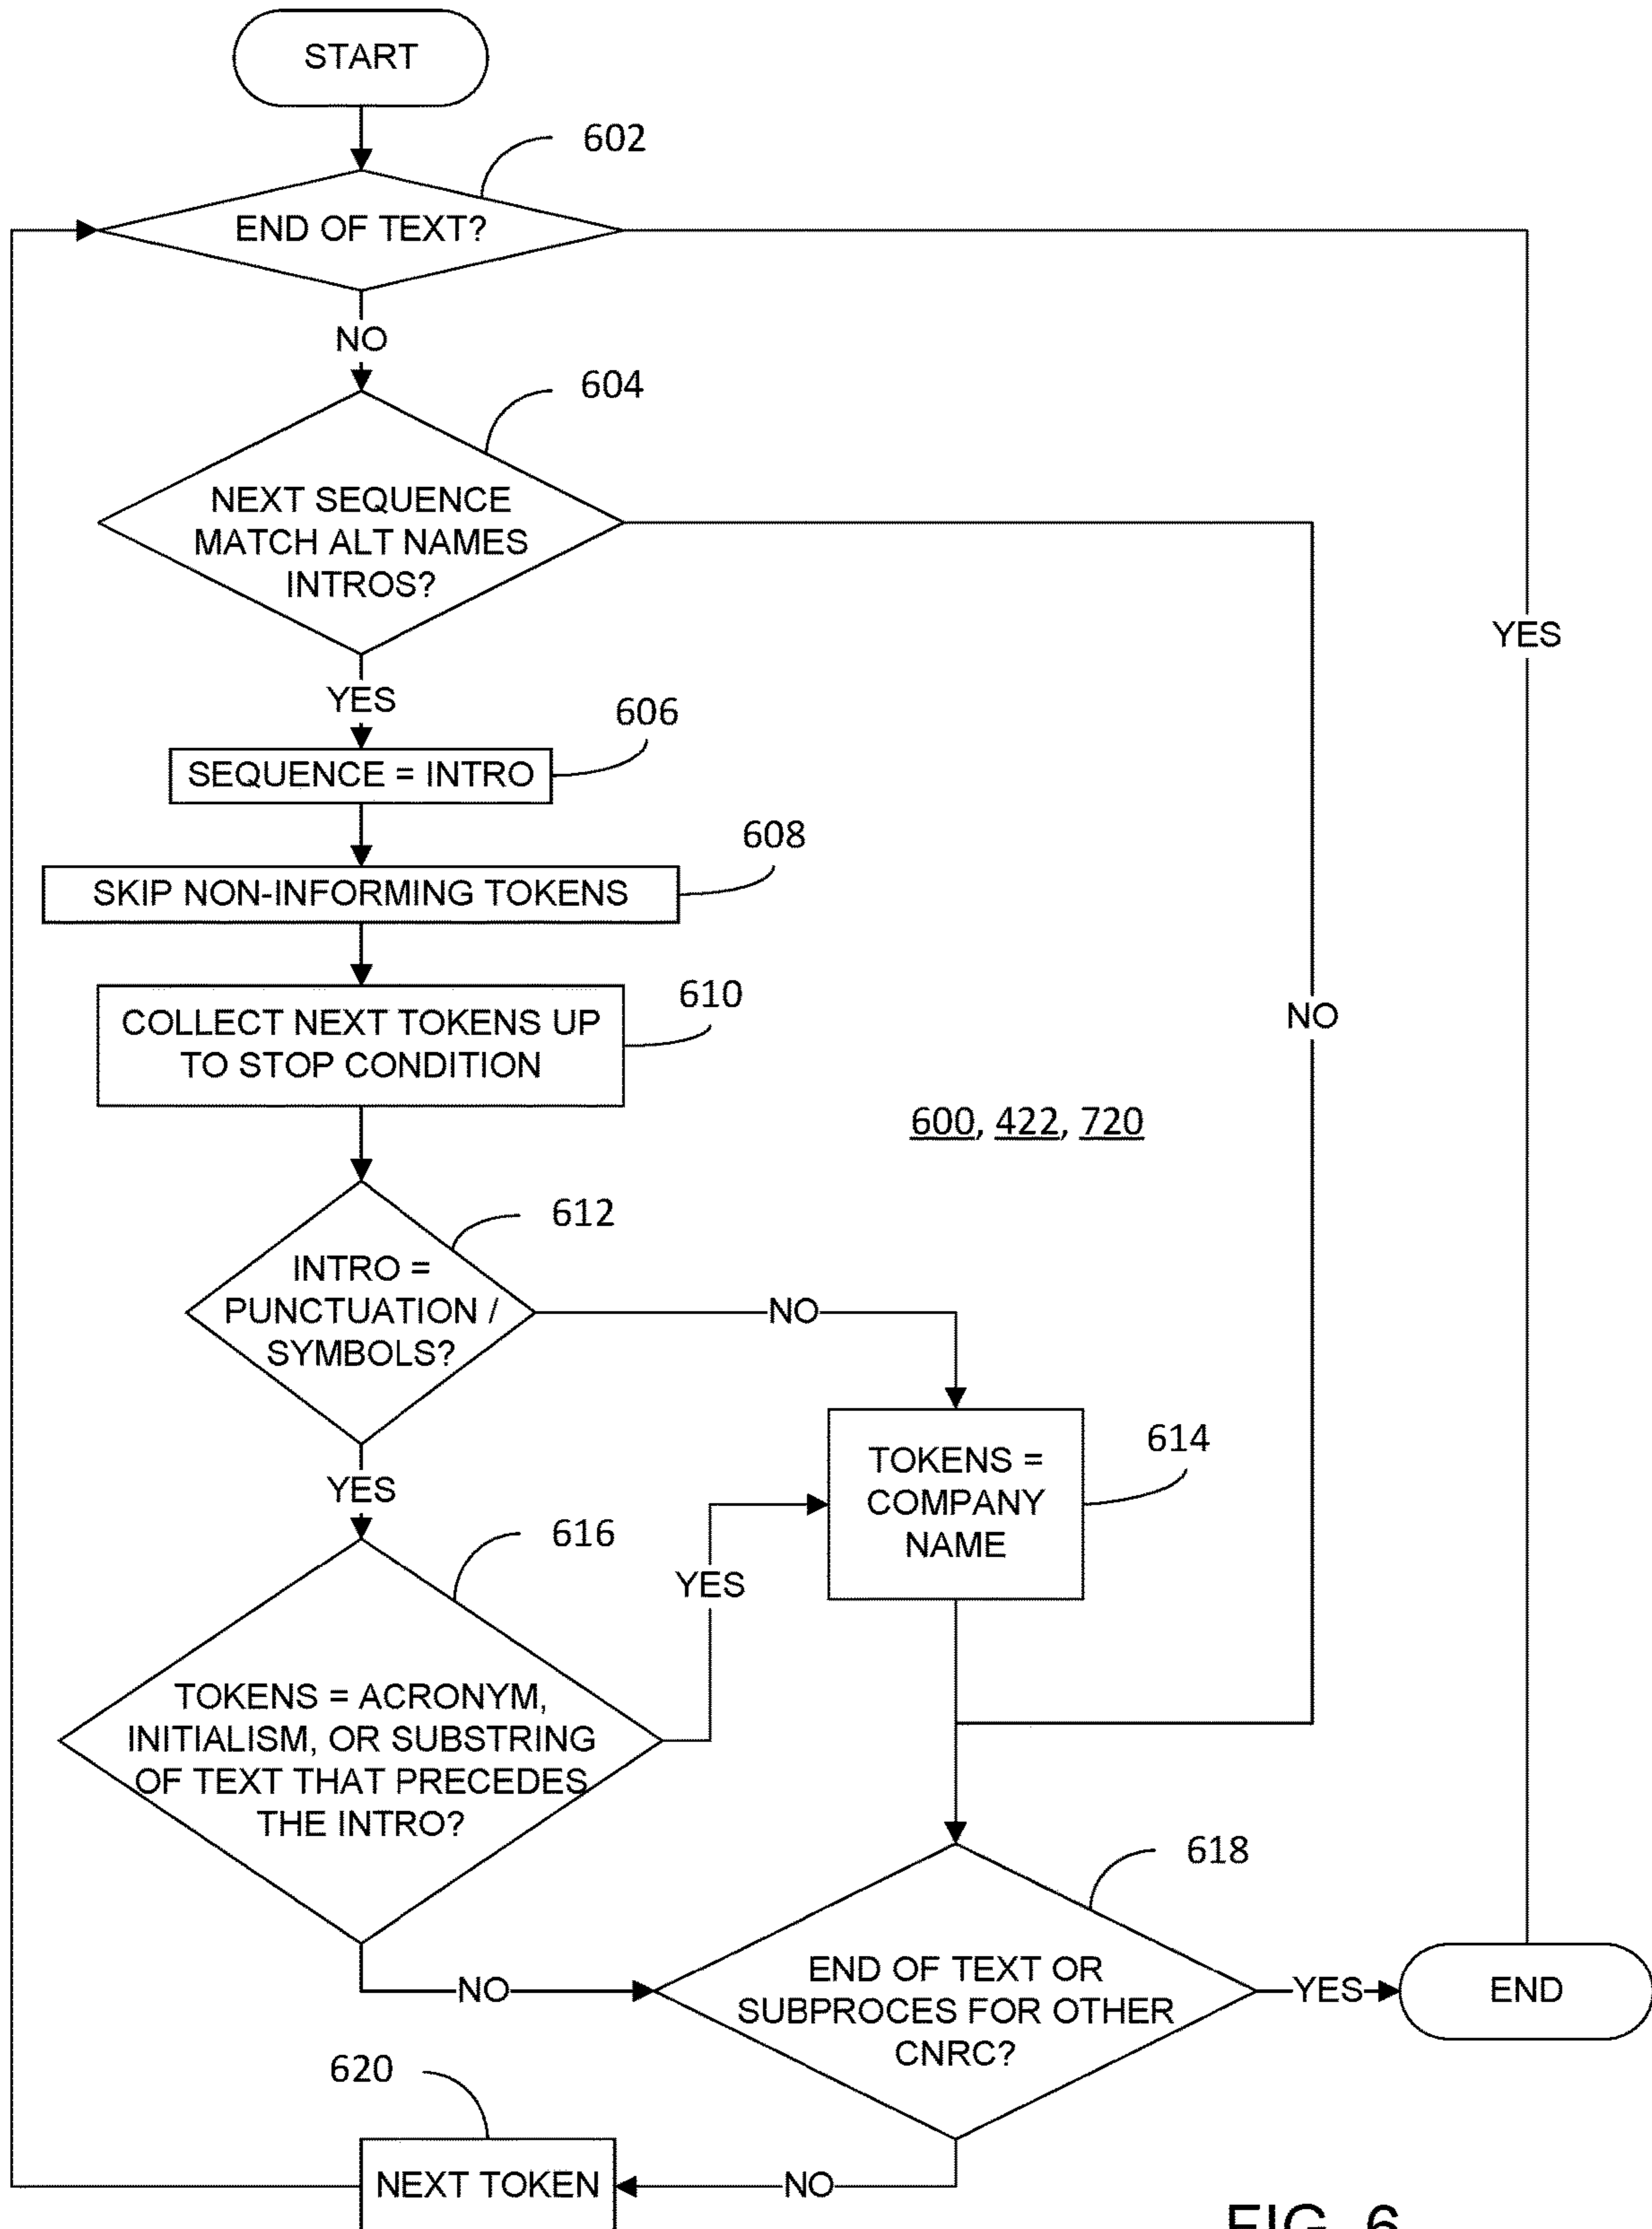 START
602
END OF TEXT?
NO
604
NEXT SEQUENCE
MATCH ALT NAMES
INTROS?
YES
YES
606
SEQUENCE = INTRO
608
SKIP NON-INFORMING TOKENS
610
COLLECT NEXT TOKENS UP
TO STOP CONDITION
NO
600, 422, 720
612
INTRO =
PUNCTUATION /
SYMBOLS?
NO
614
TOKENS =
COMPANY
NAME
YES
616
YES
TOKENS = ACRONYM,
INITIALISM, OR SUBSTRING
OF TEXT THAT PRECEDES
THE INTRO?
618
END OF TEXT OR
SUBPROCES FOR OTHER
CNRC?
NO
YES
END
620
NEXT TOKEN
NO
FIG. 6